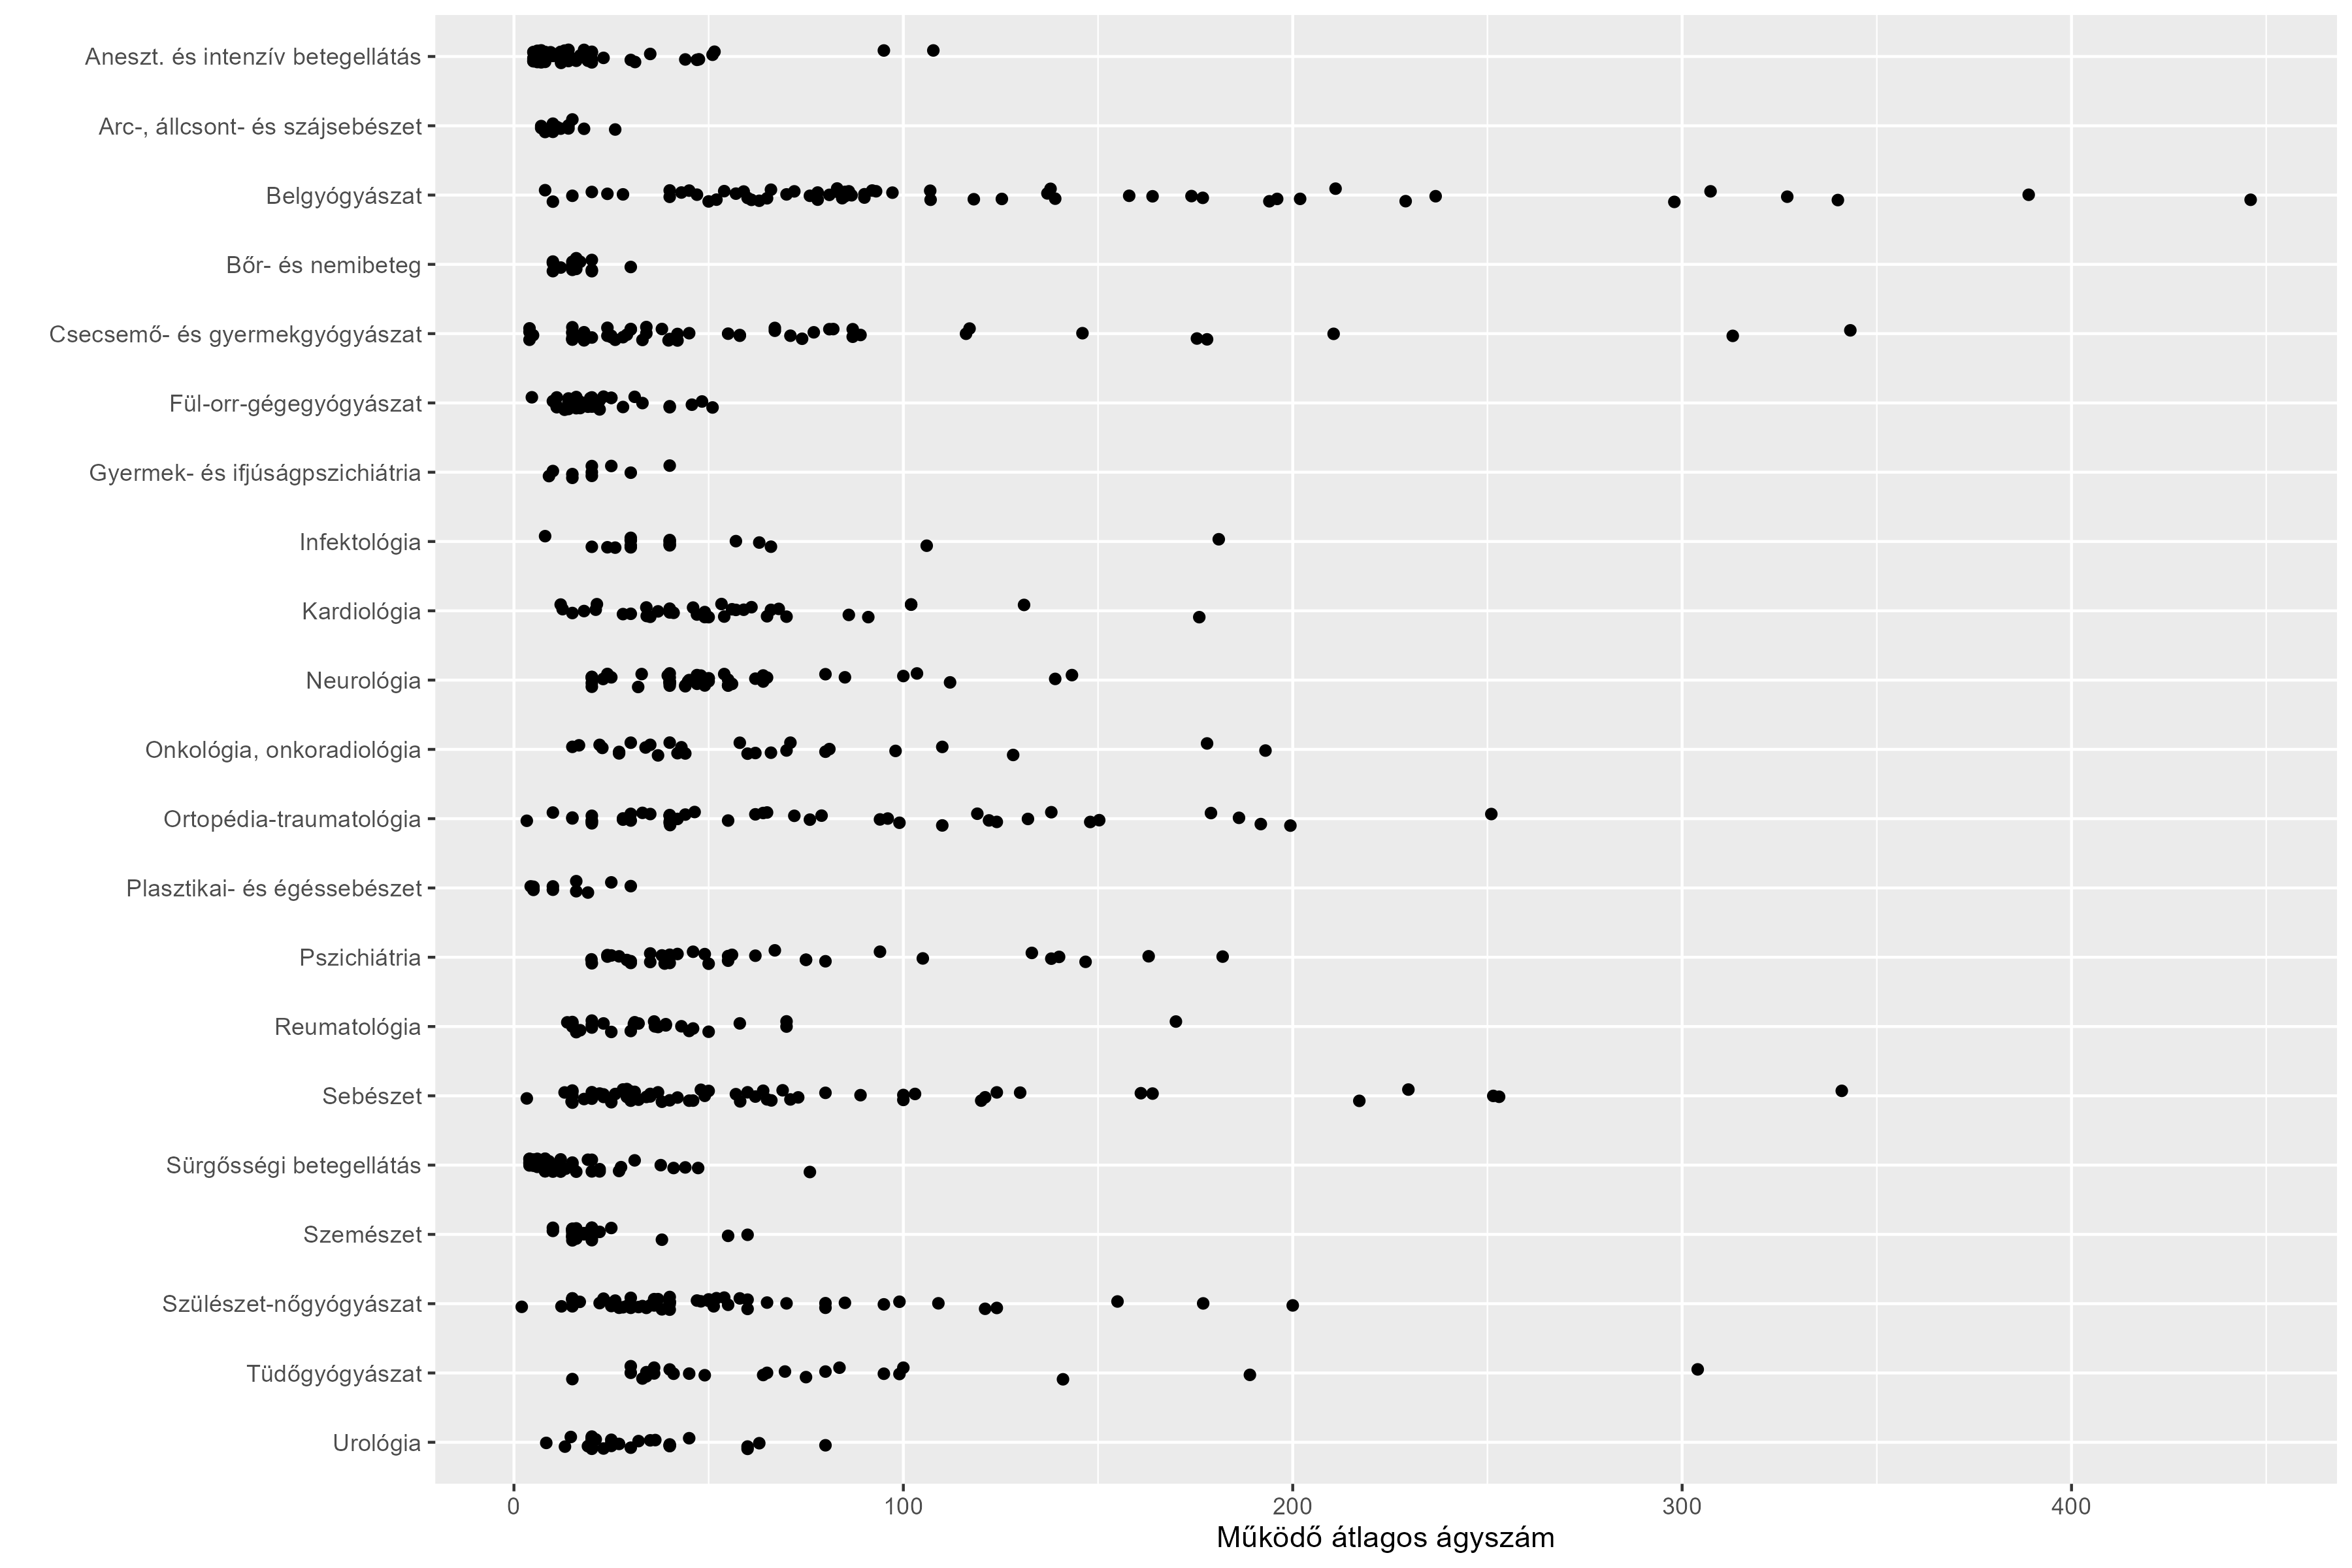 Aneszt. és intenzív betegellátás
Arc-, állcsont- és szájsebészet
Belgyógyászat
Bőr- és nemibeteg
Csecsemő- és gyermekgyógyászat
Fül-orr-gégegyógyászat
Gyermek- és ifjúságpszichiátria
Infektológia
Kardiológia
Neurológia
Onkológia, onkoradiológia
Ortopédia-traumatológia
Plasztikai- és égéssebészet
Pszichiátria
Reumatológia
Sebészet
Sürgősségi betegellátás
Szemészet
Szülészet-nőgyógyászat
Tüdőgyógyászat
Urológia
0 100 200 300 400
Működő átlagos ágyszám